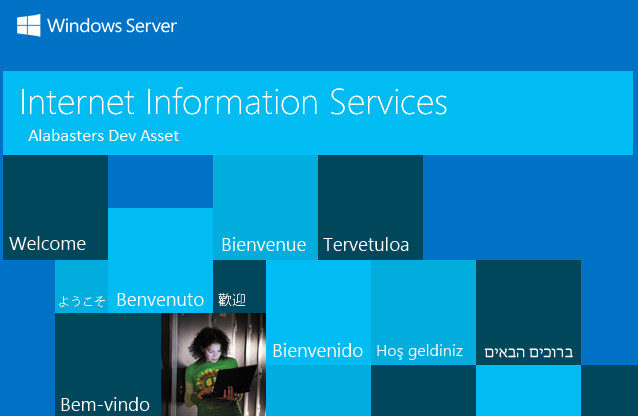 Windows Server
Internet Information Services
Alabasters Dev Asset
Welcome
Bienvenue
Tervetuloa
ようこそ
Benvenuto
歡迎
Bienvenido
Hoş geldiniz
ברוכים הבאים
Bem-vindo